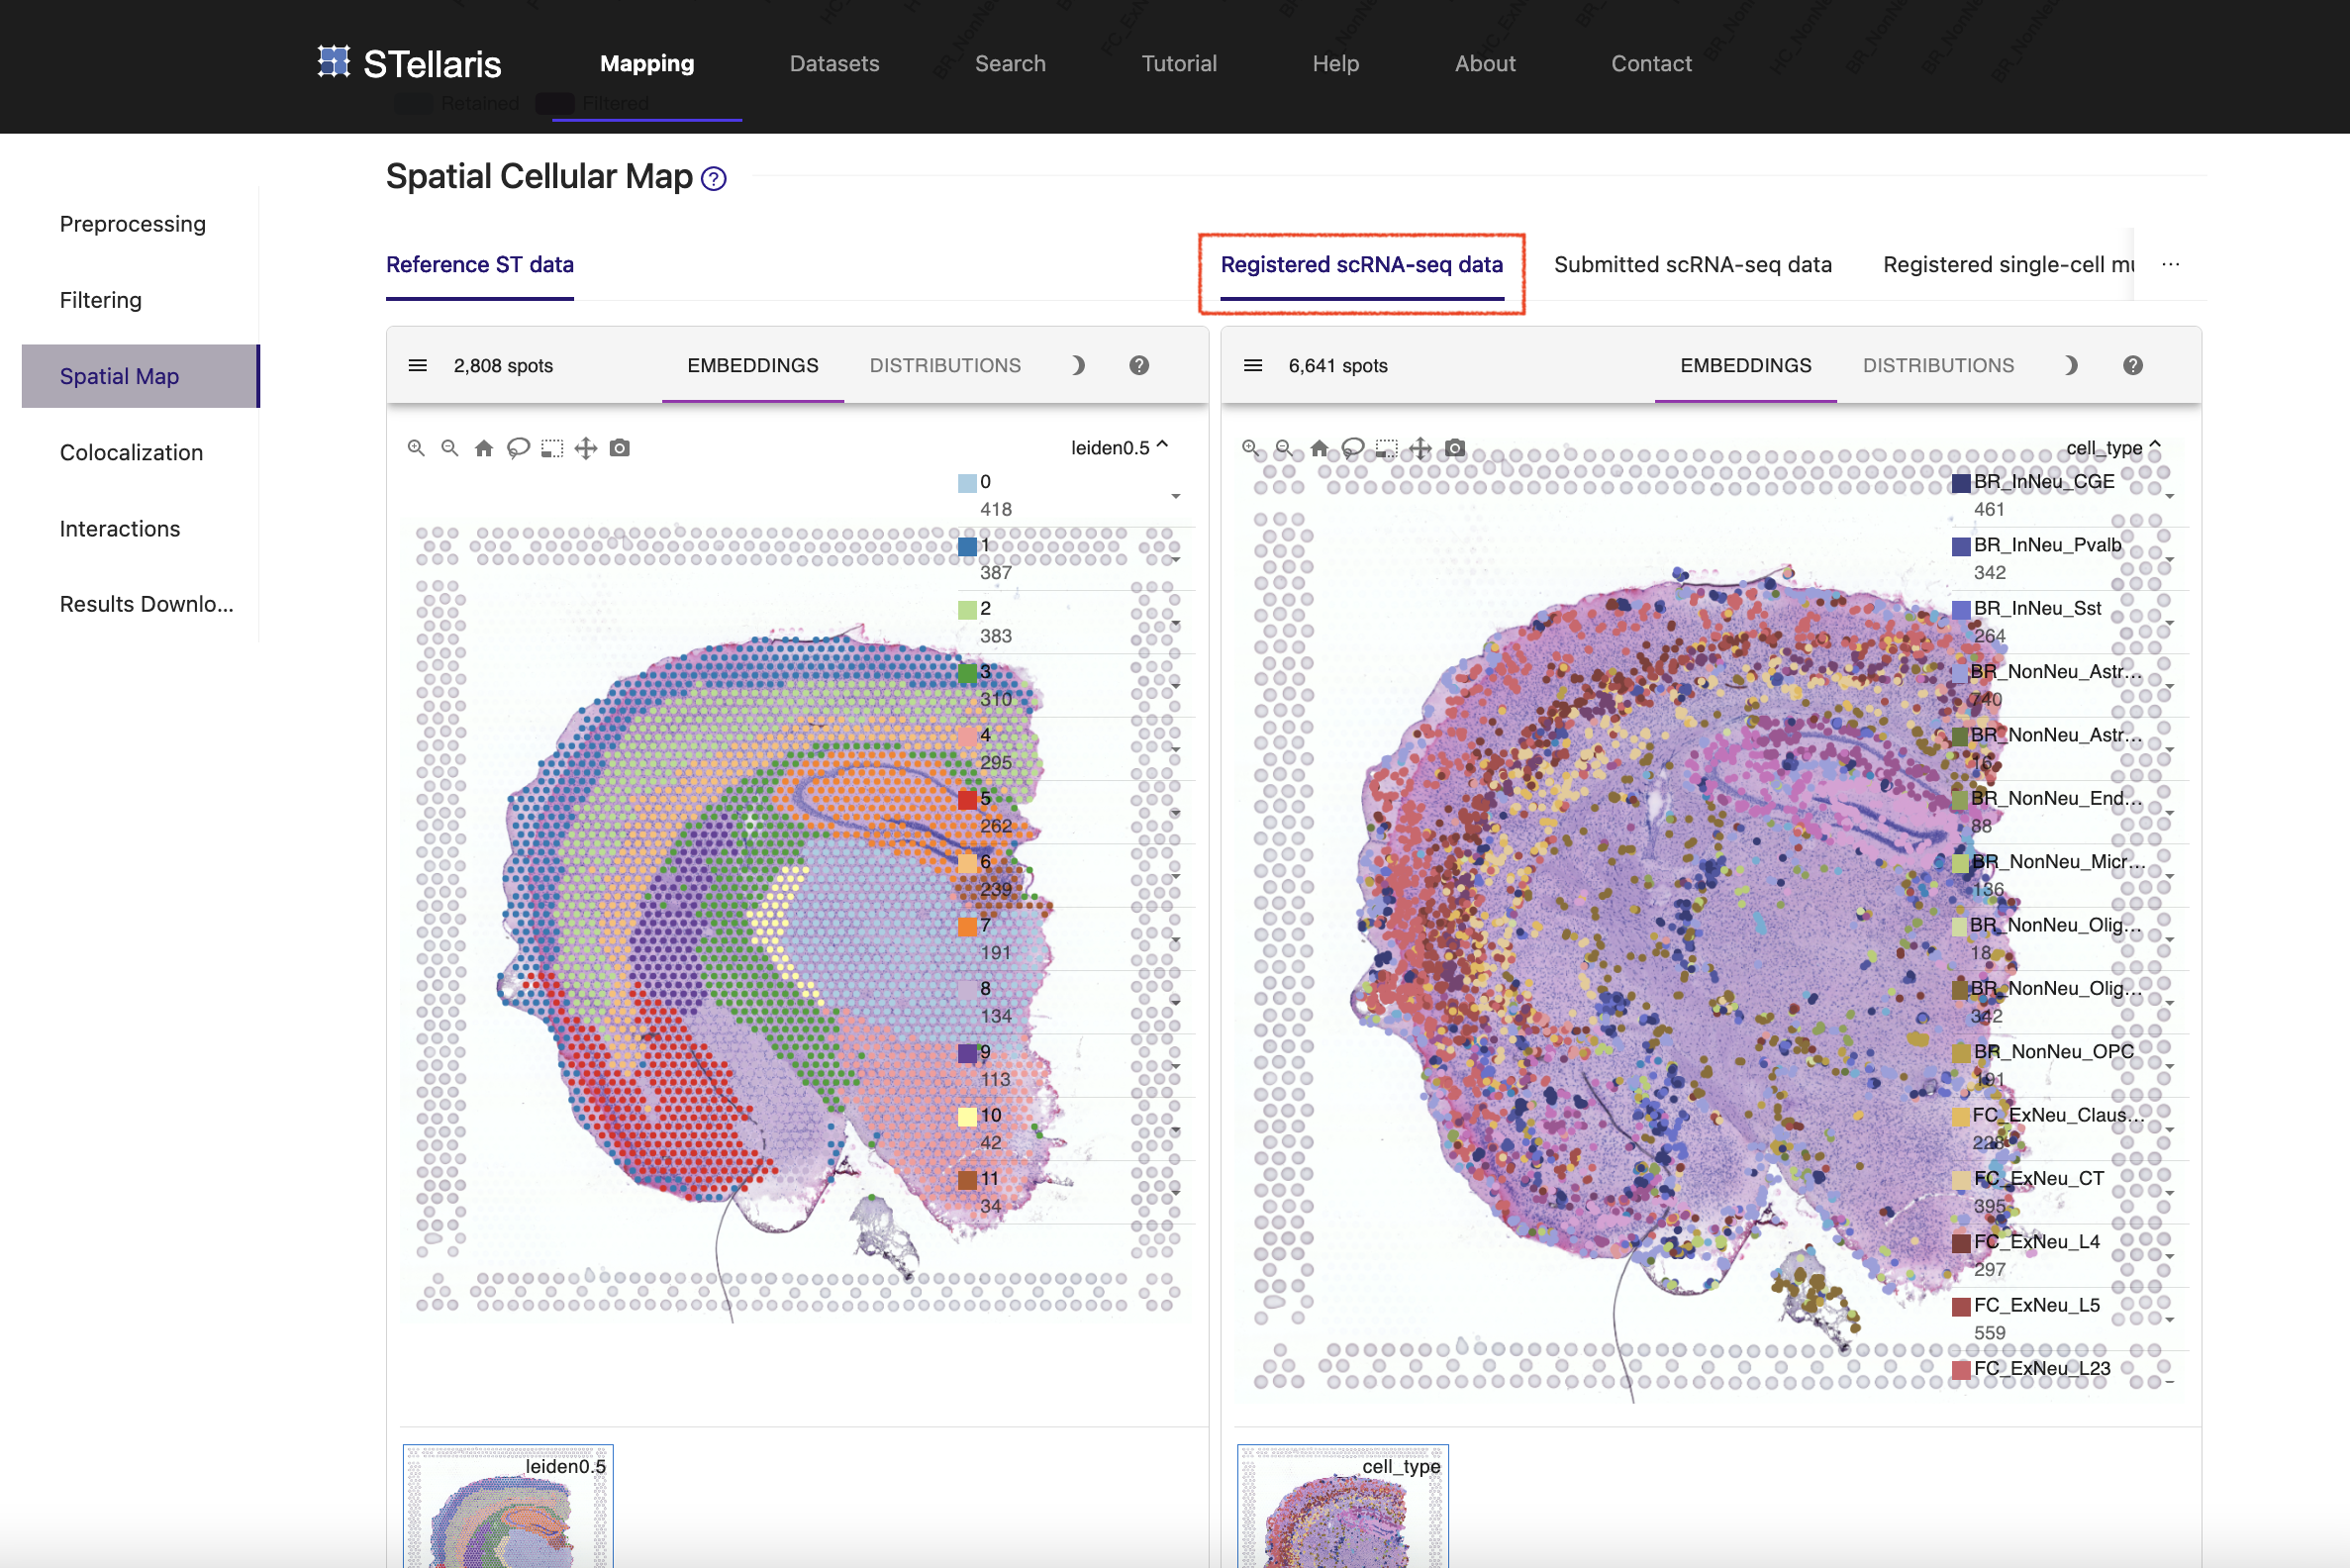 STellaris
Mapping
Datasets
Search
Tutorial
Help
About
Contact
Retained
Filtered
Spatial Cellular Map ?
Preprocessing
Filtering
Spatial Map
Colocalization
Interactions
Results Downlo...
Reference ST data
Registered scRNA-seq data
Submitted scRNA-seq data
Registered single-cell mu
...
2,808 spots
EMBEDDINGS
DISTRIBUTIONS
?
leiden0.5
0
418
1
387
2
383
3
310
4
295
5
262
6
239
7
191
8
134
9
113
10
42
11
34
leiden0.5
6,641 spots
EMBEDDINGS
DISTRIBUTIONS
?
cell_type
BR_InNeu_CGE
461
BR_InNeu_Pvalb
342
BR_InNeu_Sst
264
BR_NonNeu_Astr...
740
BR_NonNeu_Astr...
16
BR_NonNeu_End...
88
BR_NonNeu_Micr...
136
BR_NonNeu_Olig...
18
BR_NonNeu_Olig...
342
BR_NonNeu_OPC
191
FC_ExNeu_Claus...
228
FC_ExNeu_CT
395
FC_ExNeu_L4
297
FC_ExNeu_L5
559
FC_ExNeu_L23
cell_type